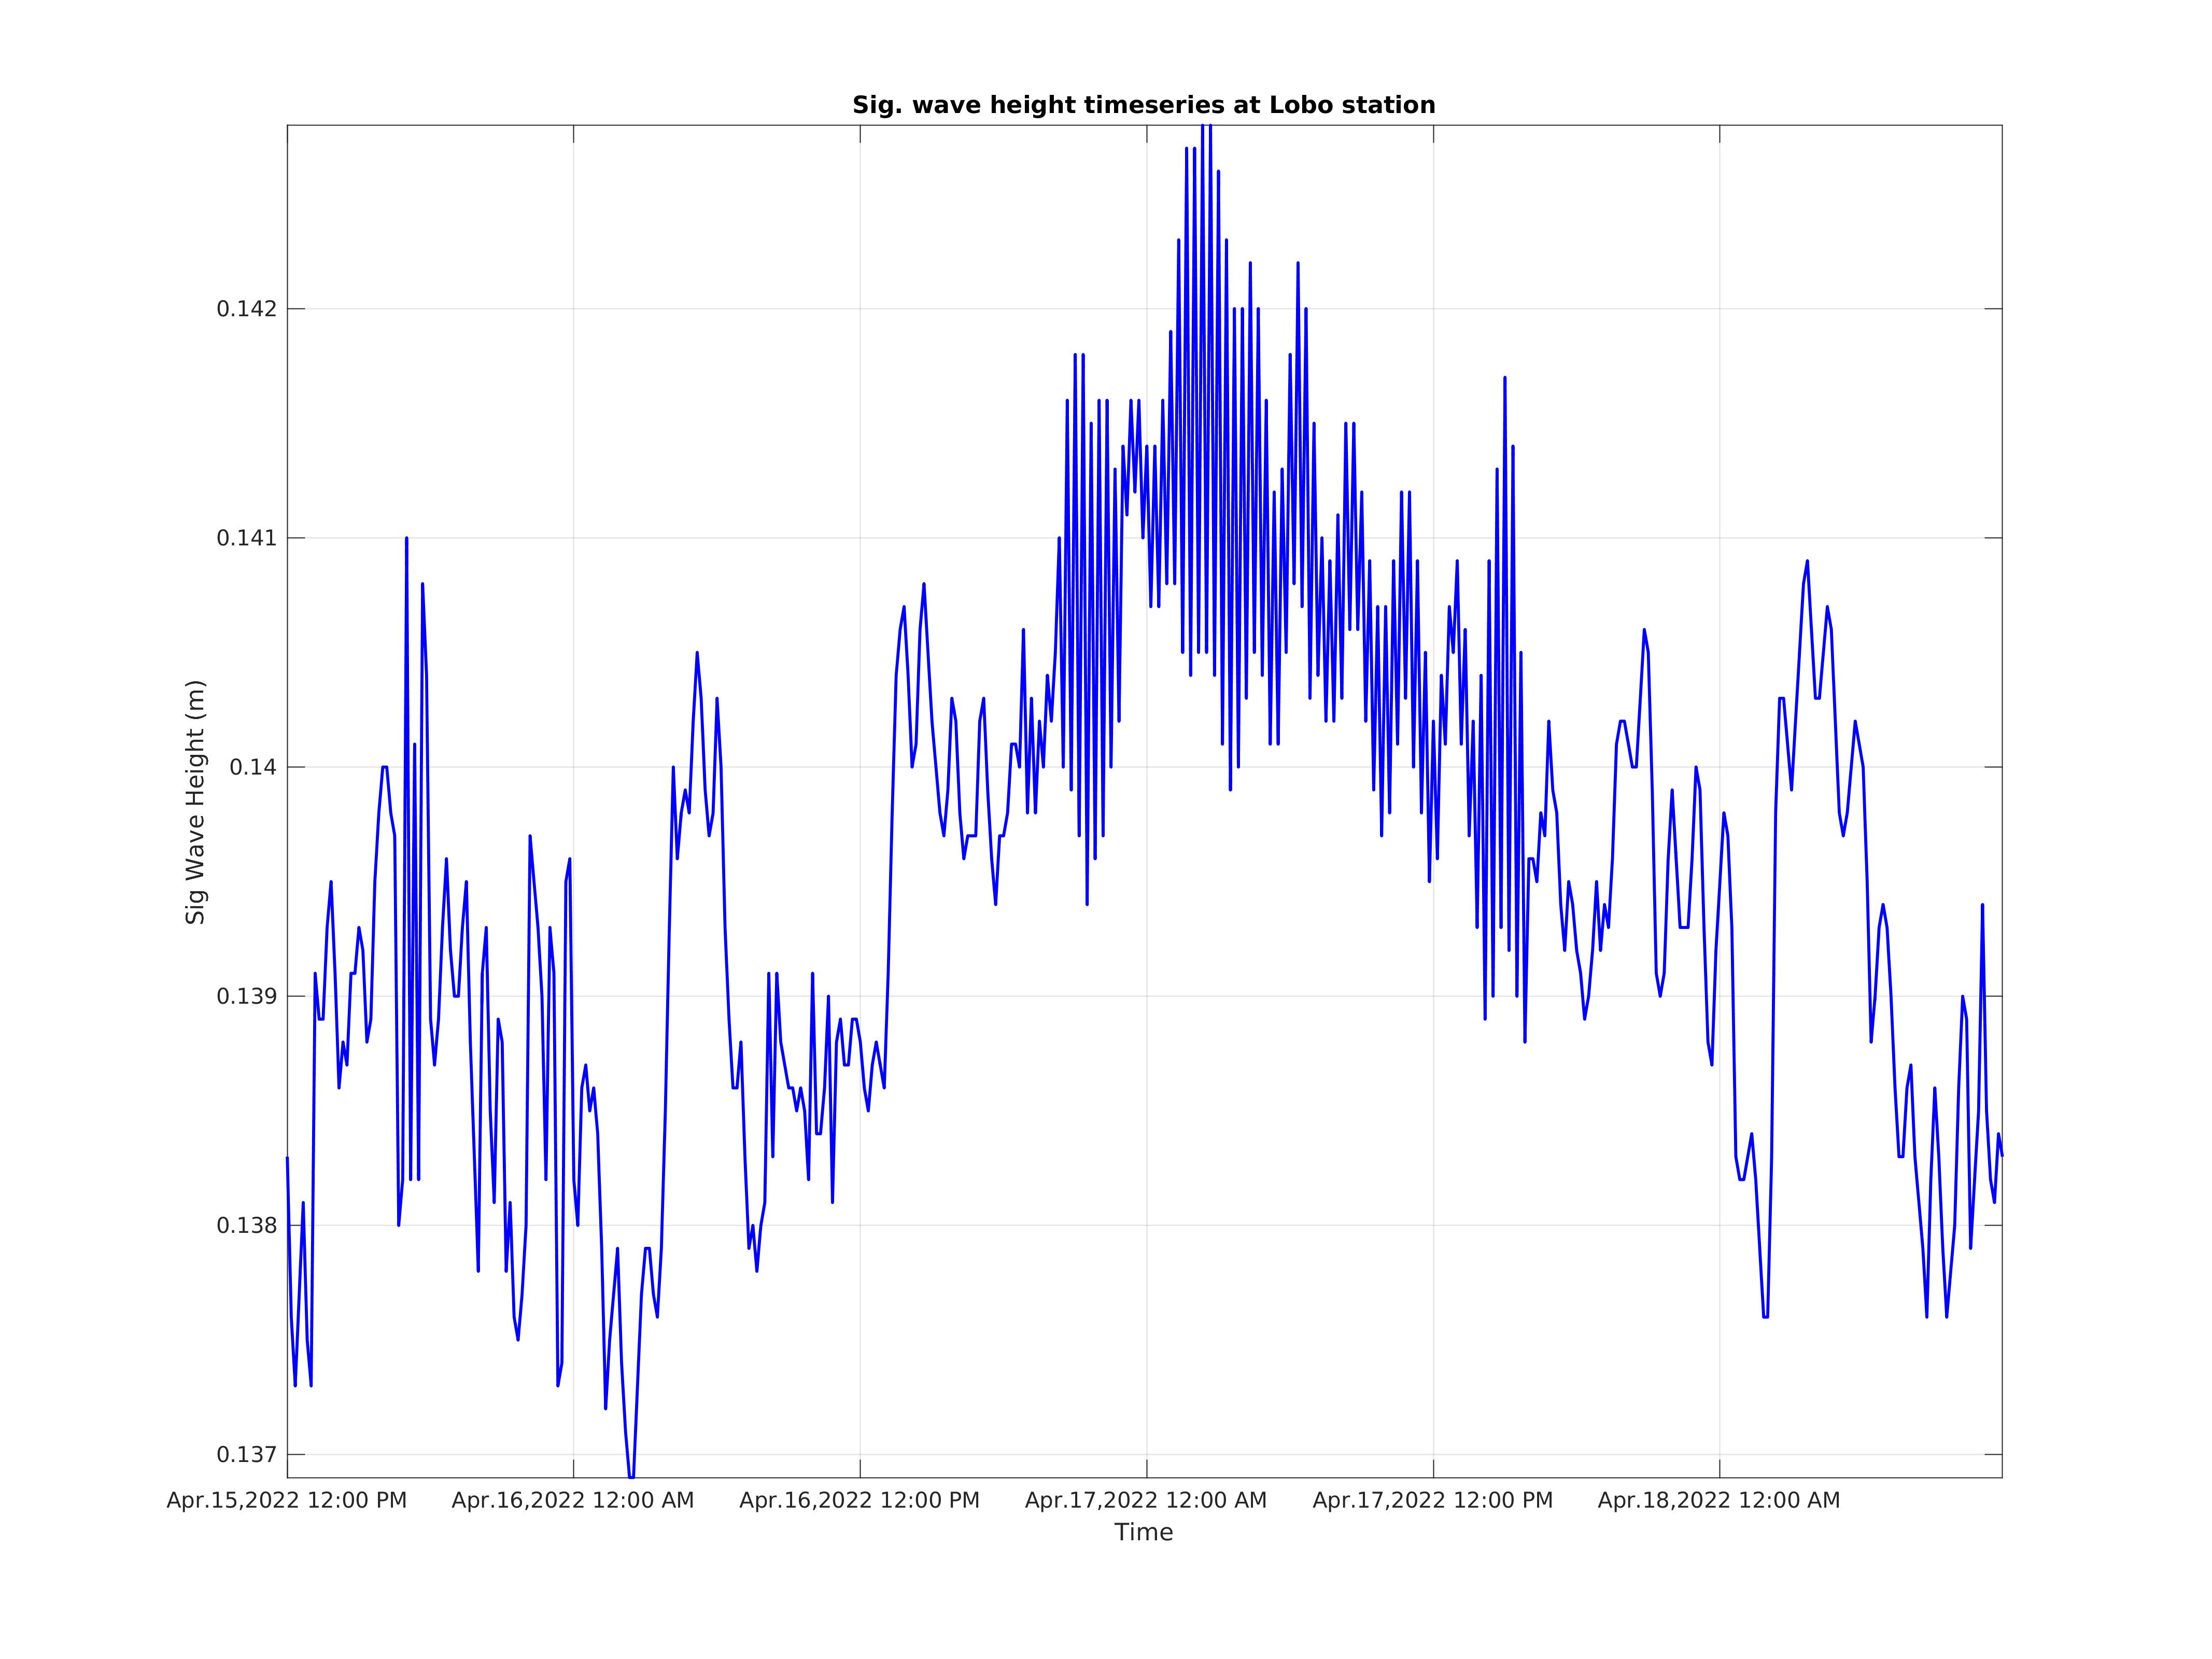 Sig. wave height timeseries at Lobo station
0.142
0.141
0.14
0.139
0.138
0.137
Sig Wave Height (m)
Apr.15,2022 12:00 PM
Apr.16,2022 12:00 AM
Apr.16,2022 12:00 PM
Apr.17,2022 12:00 AM
Apr.17,2022 12:00 PM
Apr.18,2022 12:00 AM
Time